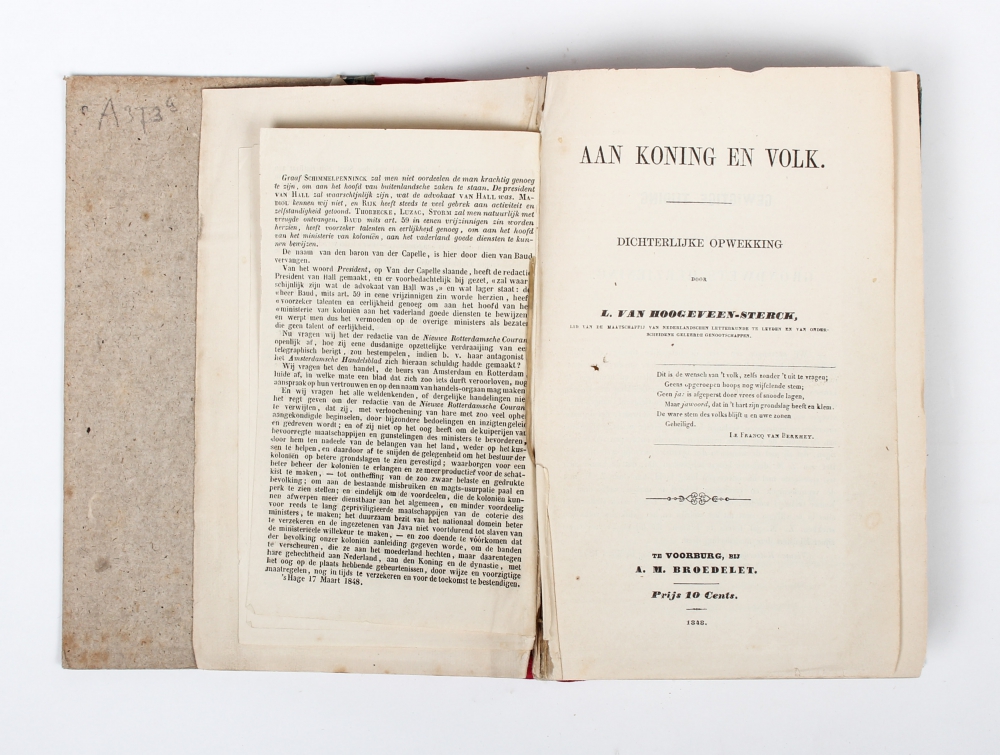 A 373 a
Graaf SCHIMMELPENNINCK zal men niet oordeelen de man krachtig genoeg
te zijn, om aan het hoofd van buitenlandsche zaken te staan. De president
VAN HALL zal waarschijnlijk zijn, wat de advokaat VAN HALL was. MA-
kennen wij niet, en RIJK heeft steeds te veel gebrek aan activiteit en
zelfstandigheid getoond. THORBECKE, LUZAC, STORM zal men natuurlijk met
vreugde ontvangen. BAUD mits art. 59 in eenen vrijzinnigen zin worden
herzien, heeft voorzeker talenten en eerlijkheid genoeg, om aan het hoofd
van het ministerie van koloniën, aan het vaderland goede diensten te kun-
nen bewijzen.
De naam van den baron van der Capelle, is hier door dien van Baud
vervangen.
Van het woord President, op Van der Capelle slaande, heeft de redactie
President van Hall gemaakt, en er voorbedachtelijk bij gezet, «zal waar-
schijnlijk zijn wat de advokaat van Hall was,» en wat lager staat: de
«heer Baud, mits art. 59 in eene vrijzinnigen zin worde herzien, heeft
«voorzeker talenten en eerlijkheid genoeg om aan het hoofd van het
«ministerie van koloniën aan het vaderland goede diensten te bewijzen
en werpt men dus het vermoeden op de overige ministers als bezaten
die geen talent of eerlijkheid.
Nu vragen wij het der redactie van de Nieuwe Rotterdamsche Courant
openlijk af, hoe zij eene dusdanige opzettelijke verdraaijing van een
telegraphisch berigt, zou bestempelen, indien b. v. haar antagonist
het Amsterdamsche Handelsblad zich hieraan schuldig hadde gemaakt?
Wij vragen het den handel, de beurs van Amsterdam en Rotterdam,
luide af, in welke mate een blad dat zich zoo iets durft veroorloven, nog
aanspraak op hun vertrouwen en op den naam van handels-orgaan mag maken
En wij vragen het alle weldenkenden, of dergelijke handelingen niet
het regt geven om der redactie van de Nieuwe Rotterdamsche Courant
te verwijten, dat zij, met verloochening van hare met zoo veel ophef
aangekondigde beginselen, door bijzondere bedoelingen en inzigten geleid
en gedreven wordt; en of zij niet op het oog heeft om de kuiperijen van
bevoorregte maatschappijen en gunstelingen des ministers te bevorderen,
door hem ten nadeele van de belangen van het land, weder op het kus-
sen te helpen, en daardoor af te snijden de gelegenheid om het bestuur der
koloniën op betere grondslagen te zien gevestigd; waarborgen voor een
beter beheer der koloniën te erlangen en ze meer productief voor de schat-
kist te maken, — tot ontheffing van de zoo zwaar belaste en gedrukte
bevolking; om aan de bestaande misbruiken en magts-usurpatie paal en
perk te zien stellen; en eindelijk om de voordeelen, die de koloniën kun-
nen afwerpen meer dienstbaar aan het algemeen, en minder voordeelig
voor reeds te lang gepriviligieerde maatschappijen van de coterie des
ministers, te maken; het duurzaam bezit van het nationaal domein beter
te verzekeren en de ingezetenen van Java niet voortdurend tot slaven van
de ministeriëele willekeur te maken, — en zoo doende te vóórkomen dat
der bevolking onzer koloniën aanleiding gegeven worde, om de banden
te verscheuren, die ze aan het moederland hechten, maar daarentegen
hare gehechtheid aan Nederland, aan den Koning en de dynastie, met
het oog op de plaats hebbende gebeurtenissen, door wijze en voorzigtige
maatregelen, nog in tijds te verzekeren en voor de toekomst te bestendigen.
's Hage 17 Maart 1848.
AAN KONING EN VOLK.
DICHTERLIJKE OPWEKKING
DOOR
L. VAN HOOGEVEEN-STERCK,
LID VAN DE MAATSCHAPPIJ VAN NEDERLANDSCHEN LETTERKUNDE TE LEYDEN EN VAN ONDER-
SCHEIDENE GELEERDE GENOOTSCHAPPEN.
Dit is de wensch van 't volk, zelfs zonder 't uit te vragen;
Geens opgeroepen hoops nog wijfelende stem;
Geen ja: is afgeperst door vrees of snoode lagen,
Maar jawoord, dat in 't hart zijn grondslag heeft en klem.
De ware stem des volks blijft u en uwe zonen
Geheiligd.
LE FRANCQ VAN BERKHEY.
TE VOORBURG, BIJ
A. M. BROEDELET.
Prijs 10 Cents.
1848.